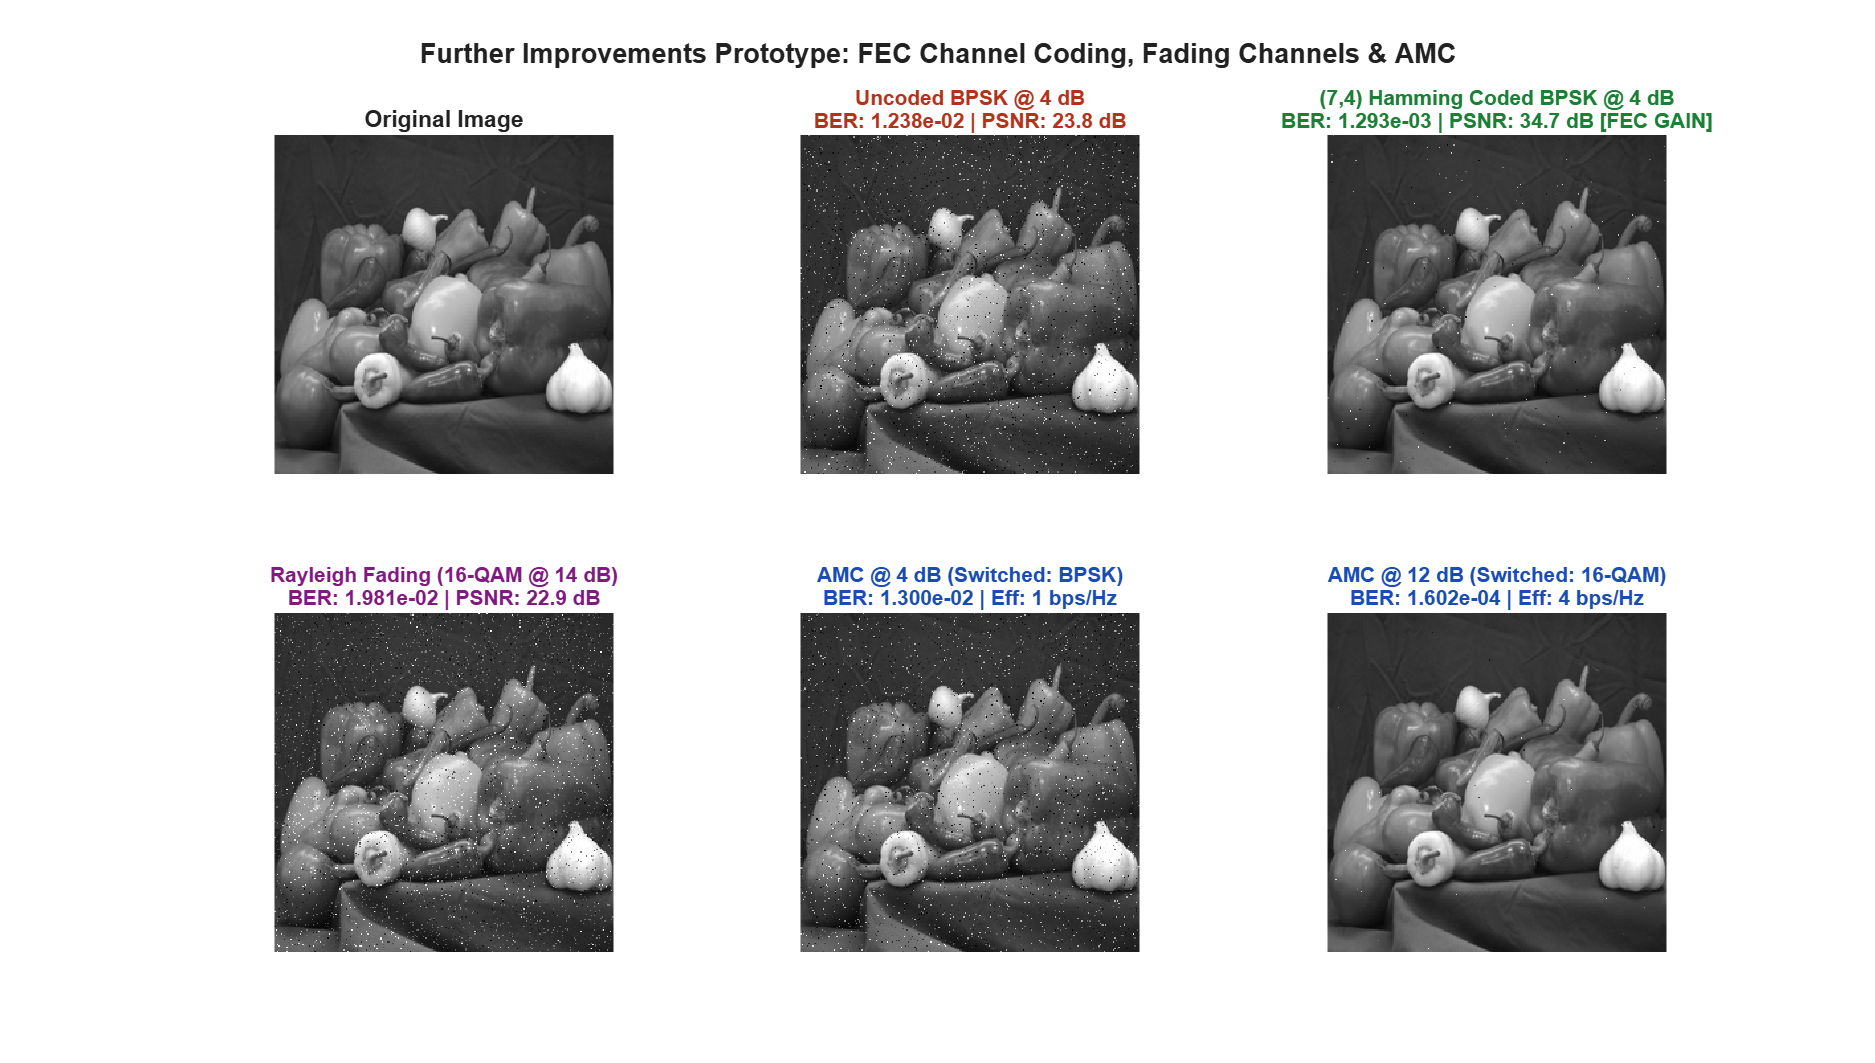 Further Improvements Prototype: FEC Channel Coding, Fading Channels & AMC
Original Image
Uncoded BPSK @ 4 dB
BER: 1.238e-02 | PSNR: 23.8 dB
(7,4) Hamming Coded BPSK @ 4 dB
BER: 1.293e-03 | PSNR: 34.7 dB [FEC GAIN]
Rayleigh Fading (16-QAM @ 14 dB)
BER: 1.981e-02 | PSNR: 22.9 dB
AMC @ 4 dB (Switched: BPSK)
BER: 1.300e-02 | Eff: 1 bps/Hz
AMC @ 12 dB (Switched: 16-QAM)
BER: 1.602e-04 | Eff: 4 bps/Hz